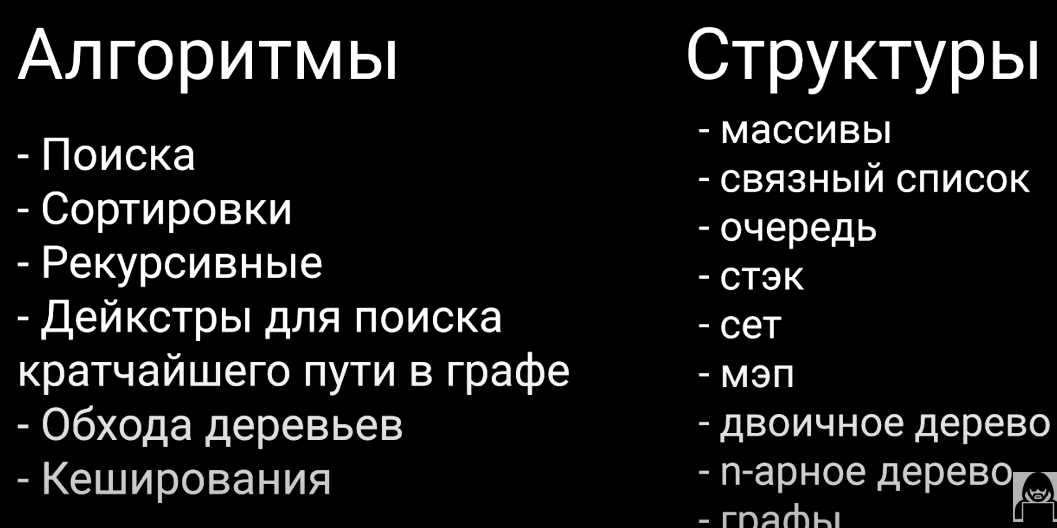 Алгоритмы
- Поиска
- Сортировки
- Рекурсивные
- Дейкстры для поиска
кратчайшего пути в графе
- Обхода деревьев
- Кеширования
Структуры
- массивы
- связный список
- очередь
- стэк
- сет
- мэп
- двоичное дерево
- n-арное дерево
- графы